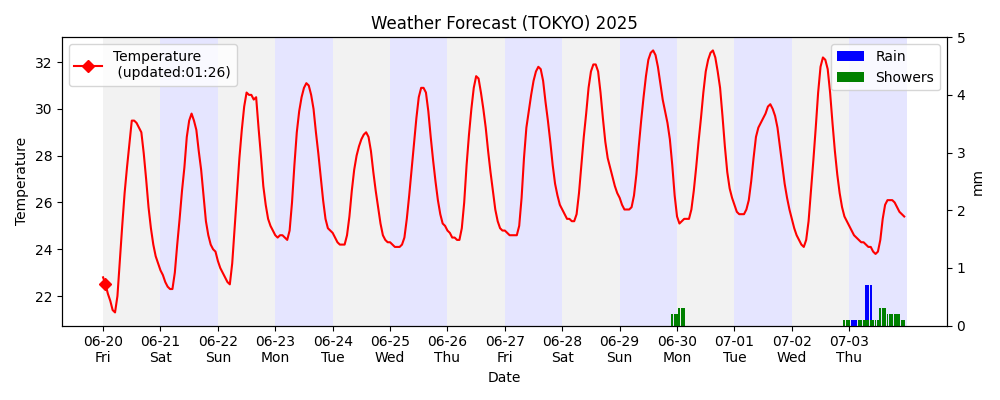 Weather Forecast (TOKYO) 2025
Temperature
(updated:01:26)
Rain
Showers
Temperature
32
30
28
26
24
22
5
4
3
2
1
0
mm
06-20 06-21 06-22 06-23 06-24 06-25 06-26 06-27 06-28 06-29 06-30 07-01 07-02 07-03
Fri Sat Sun Mon Tue Wed Thu Fri Sat Sun Mon Tue Wed Thu
Date